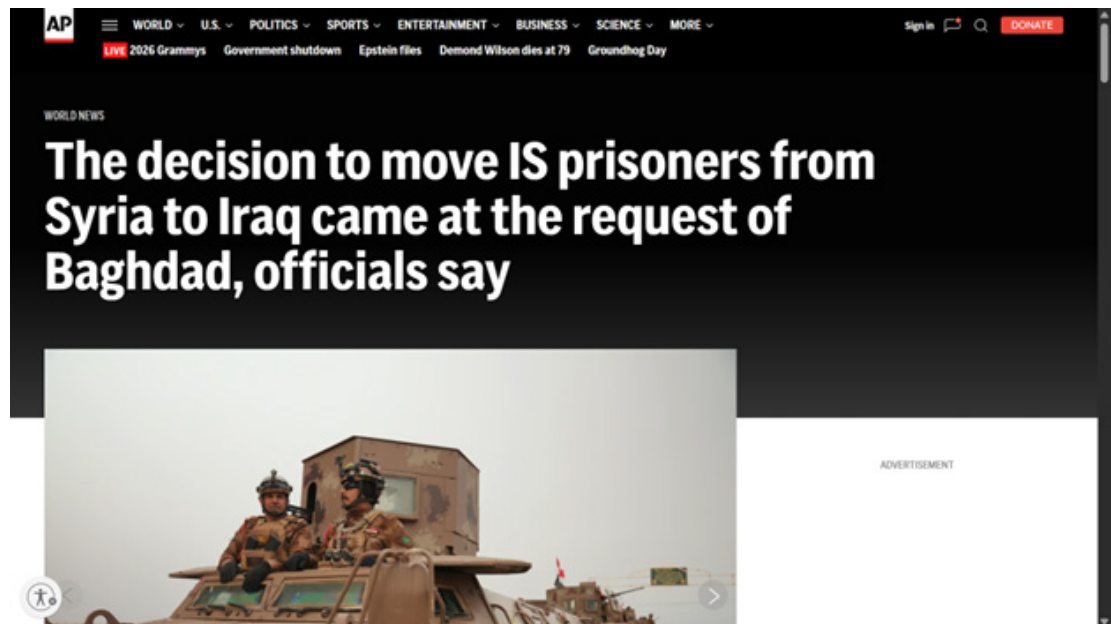 AP
WORLD U.S. POLITICS SPORTS ENTERTAINMENT BUSINESS SCIENCE MORE Sign in DONATE
LIVE 2026 Grammys Government shutdown Epstein files Demond Wilson dies at 79 Groundhog Day
WORLD NEWS
The decision to move IS prisoners from
Syria to Iraq came at the request of
Baghdad, officials say
ADVERTISEMENT